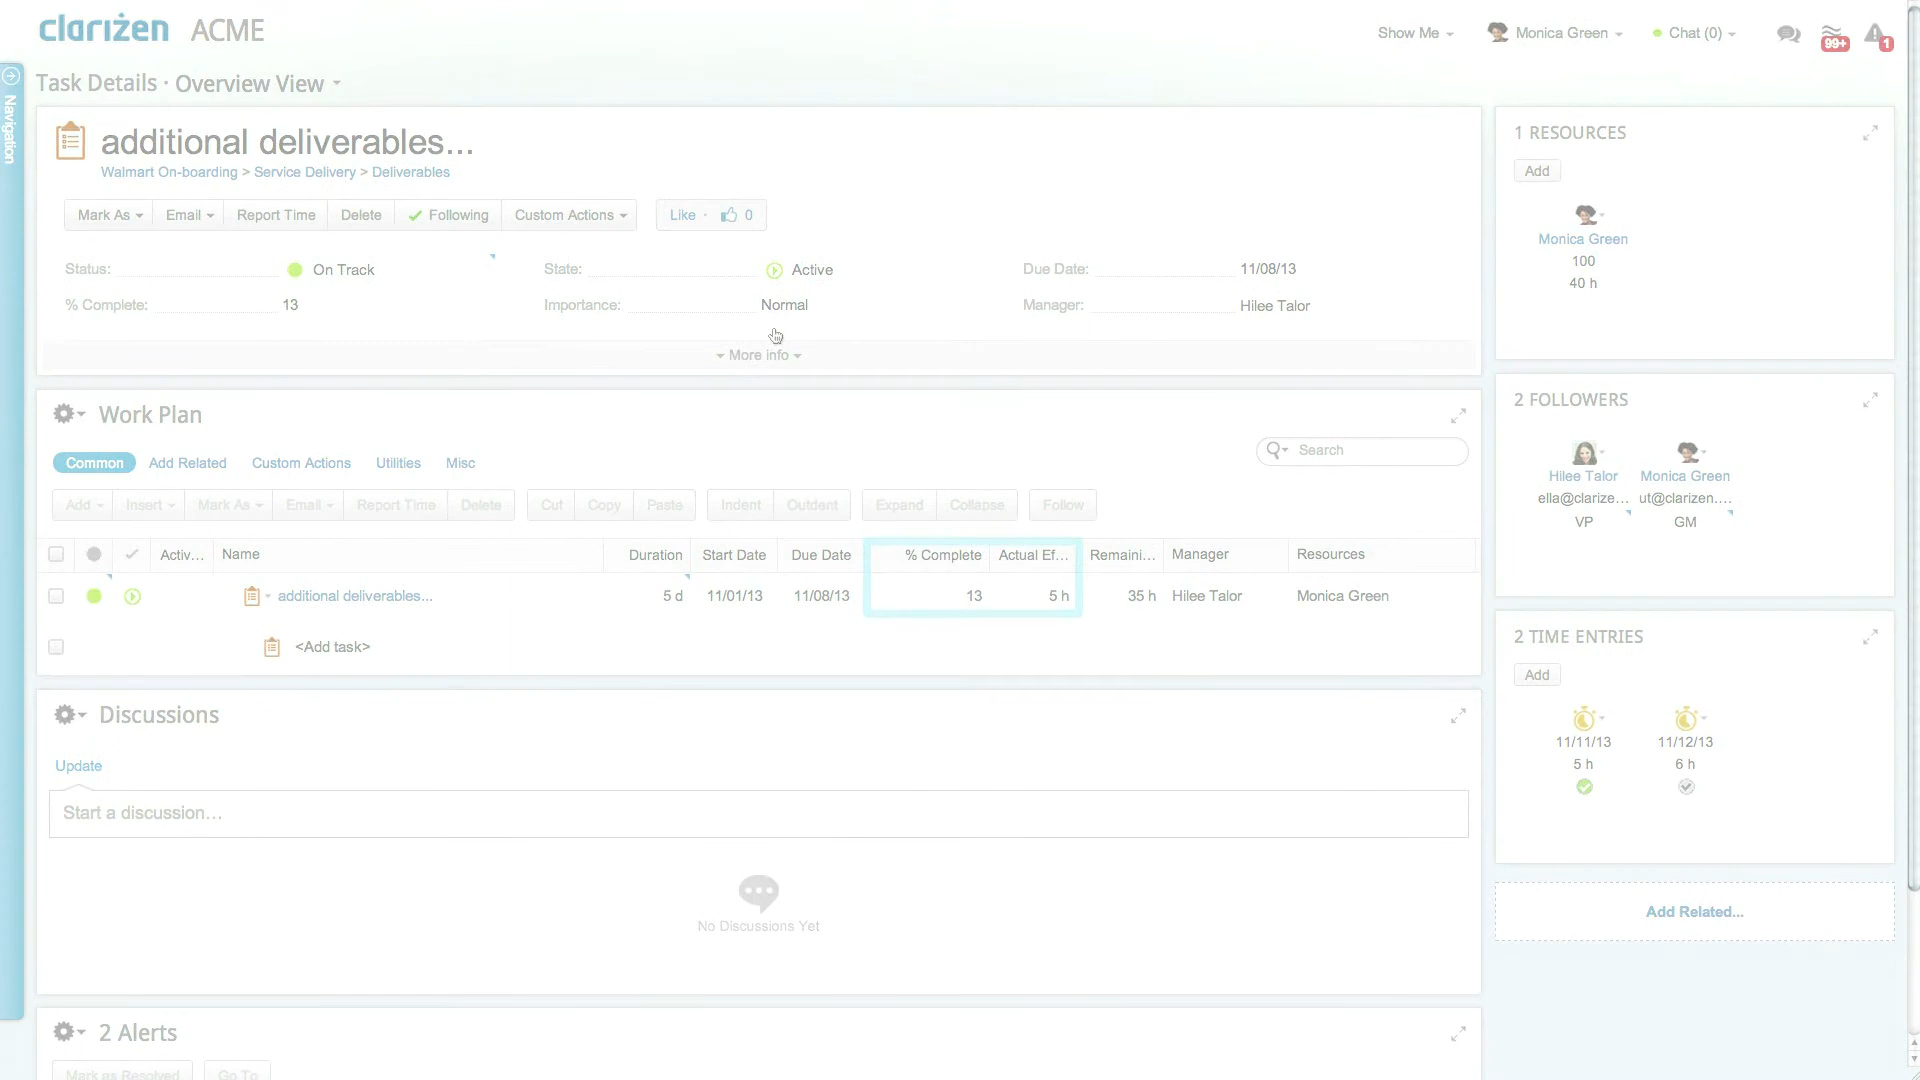 clarizen ACME
Show Me
Monica Green
Chat (0)
99+
1
Navigation
Task Details · Overview View
additional deliverables...
Walmart On-boarding > Service Delivery > Deliverables
Mark As Email Report Time Delete Following Custom Actions Like · 0
Status: On Track State: Active Due Date: 11/08/13
% Complete: 13 Importance: Normal Manager: Hilee Talor
More info
Work Plan
Search
Common Add Related Custom Actions Utilities Misc
Add Insert Mark As Email Report Time Delete Cut Copy Paste Indent Outdent Expand Collapse Follow
Activ... Name Duration Start Date Due Date % Complete Actual Ef... Remaini... Manager Resources
additional deliverables... 5 d 11/01/13 11/08/13 13 5 h 35 h Hilee Talor Monica Green
<Add task>
Discussions
Update
Start a discussion...
No Discussions Yet
2 Alerts
Mark as Resolved Go To
1 RESOURCES
Add
Monica Green
100
40 h
2 FOLLOWERS
Hilee Talor Monica Green
ella@clarize... ut@clarizen....
VP GM
2 TIME ENTRIES
Add
11/11/13 11/12/13
5 h 6 h
Add Related...